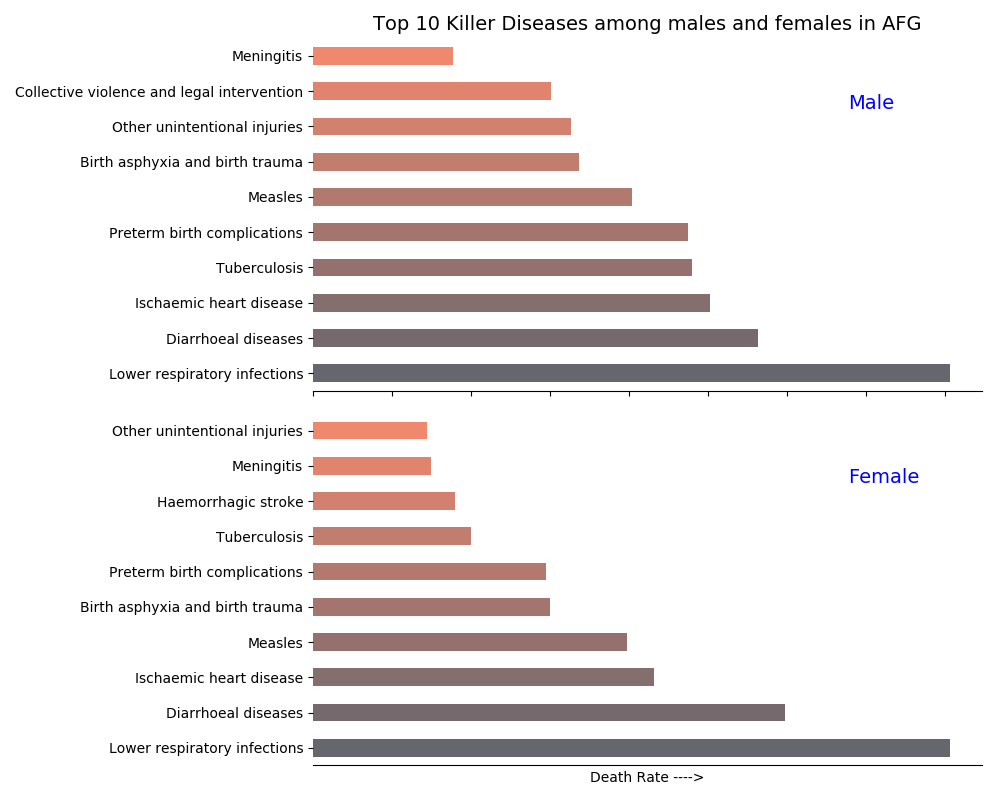 Top 10 Killer Diseases among males and females in AFG
Meningitis
Collective violence and legal intervention
Male
Other unintentional injuries
Birth asphyxia and birth trauma
Measles
Preterm birth complications
Tuberculosis
Ischaemic heart disease
Diarrhoeal diseases
Lower respiratory infections
Other unintentional injuries
Meningitis
Female
Haemorrhagic stroke
Tuberculosis
Preterm birth complications
Birth asphyxia and birth trauma
Measles
Ischaemic heart disease
Diarrhoeal diseases
Lower respiratory infections
Death Rate ---->